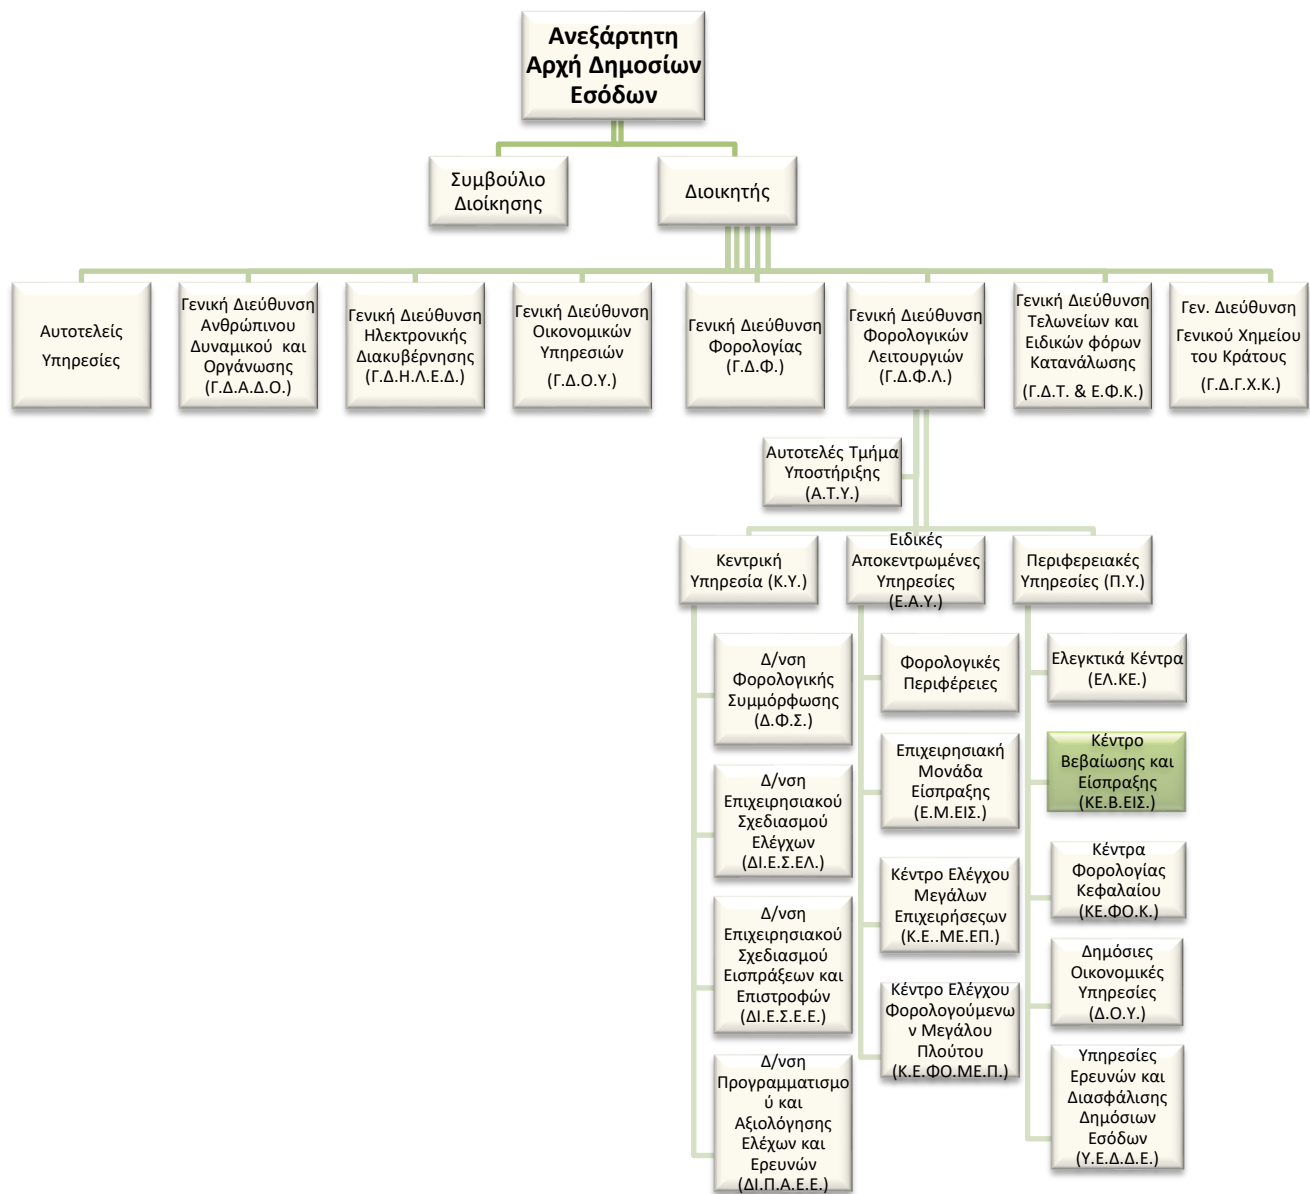 Ανεξάρτητη
Αρχή Δημοσίων
Εσόδων
Συμβούλιο
Διοίκησης
Διοικητής
Αυτοτελείς
Υπηρεσίες
Γενική Διεύθυνση
Ανθρώπινου
Δυναμικού και
Οργάνωσης
(Γ.Δ.Α.Δ.Ο.)
Γενική Διεύθυνση
Ηλεκτρονικής
Διακυβέρνησης
(Γ.Δ.Η.Λ.Ε.Δ.)
Γενική Διεύθυνση
Οικονομικών
Υπηρεσιών
(Γ.Δ.Ο.Υ.)
Γενική Διεύθυνση
Φορολογίας
(Γ.Δ.Φ.)
Γενική Διεύθυνση
Φορολογικών
Λειτουργιών
(Γ.Δ.Φ.Λ.)
Γενική Διεύθυνση
Τελωνείων και
Ειδικών φόρων
Κατανάλωσης
(Γ.Δ.Τ. & Ε.Φ.Κ.)
Γεν. Διεύθυνση
Γενικού Χημείου
του Κράτους
(Γ.Δ.Γ.Χ.Κ.)
Αυτοτελές Τμήμα
Υποστήριξης
(Α.Τ.Υ.)
Κεντρική
Υπηρεσία (Κ.Υ.)
Δ/νση
Φορολογικής
Συμμόρφωσης
(Δ.Φ.Σ.)
Δ/νση
Επιχειρησιακού
Σχεδιασμού
Ελέγχων
(ΔΙ.Ε.Σ.ΕΛ.)
Δ/νση
Επιχειρησιακού
Σχεδιασμού
Εισπράξεων και
Επιστροφών
(ΔΙ.Ε.Σ.Ε.Ε.)
Δ/νση
Προγραμματισμο
ύ και
Αξιολόγησης
Ελέχων και
Ερευνών
(ΔΙ.Π.Α.Ε.Ε.)
Ειδικές
Αποκεντρωμένες
Υπηρεσίες
(Ε.Α.Υ.)
Φορολογικές
Περιφέρειες
Επιχειρησιακή
Μονάδα
Είσπραξης
(Ε.Μ.ΕΙΣ.)
Κέντρο Ελέγχου
Μεγάλων
Επιχειρήσεςων
(Κ.Ε..ΜΕ.ΕΠ.)
Κέντρο Ελέγχου
Φορολογούμενω
ν Μεγάλου
Πλούτου
(Κ.Ε.ΦΟ.ΜΕ.Π.)
Περιφερειακές
Υπηρεσίες (Π.Υ.)
Ελεγκτικά Κέντρα
(ΕΛ.ΚΕ.)
Κέντρο
Βεβαίωσης και
Είσπραξης
(ΚΕ.Β.ΕΙΣ.)
Κέντρα
Φορολογίας
Κεφαλαίου
(ΚΕ.ΦΟ.Κ.)
Δημόσιες
Οικονομικές
Υπηρεσίες
(Δ.Ο.Υ.)
Υπηρεσίες
Ερευνών και
Διασφάλισης
Δημόσιων
Εσόδων
(Υ.Ε.Δ.Δ.Ε.)